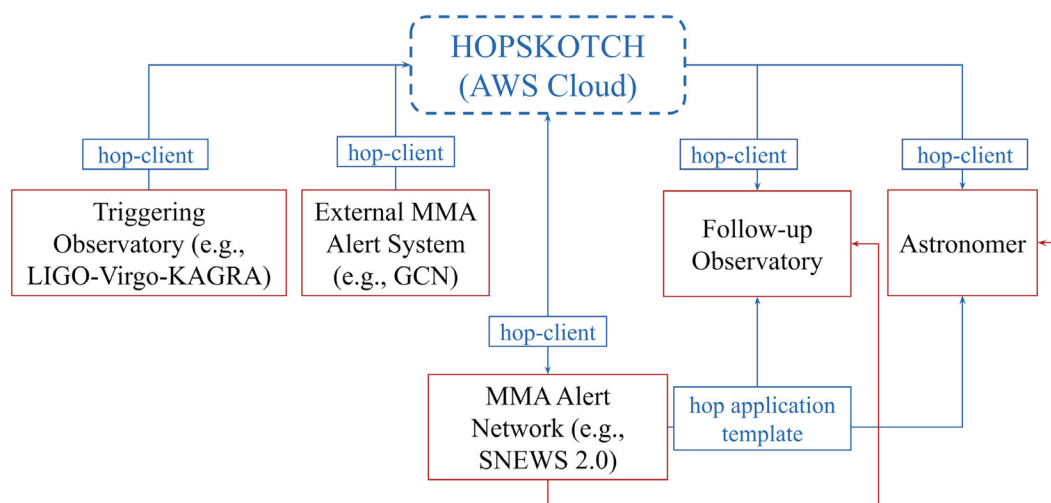 HOPSKOTCH
(AWS Cloud)
hop-client
hop-client
hop-client
hop-client
Triggering
Observatory (e.g.,
LIGO-Virgo-KAGRA)
External MMA
Alert System
(e.g., GCN)
Follow-up
Observatory
Astronomer
hop-client
MMA Alert
Network (e.g.,
SNEWS 2.0)
hop application
template